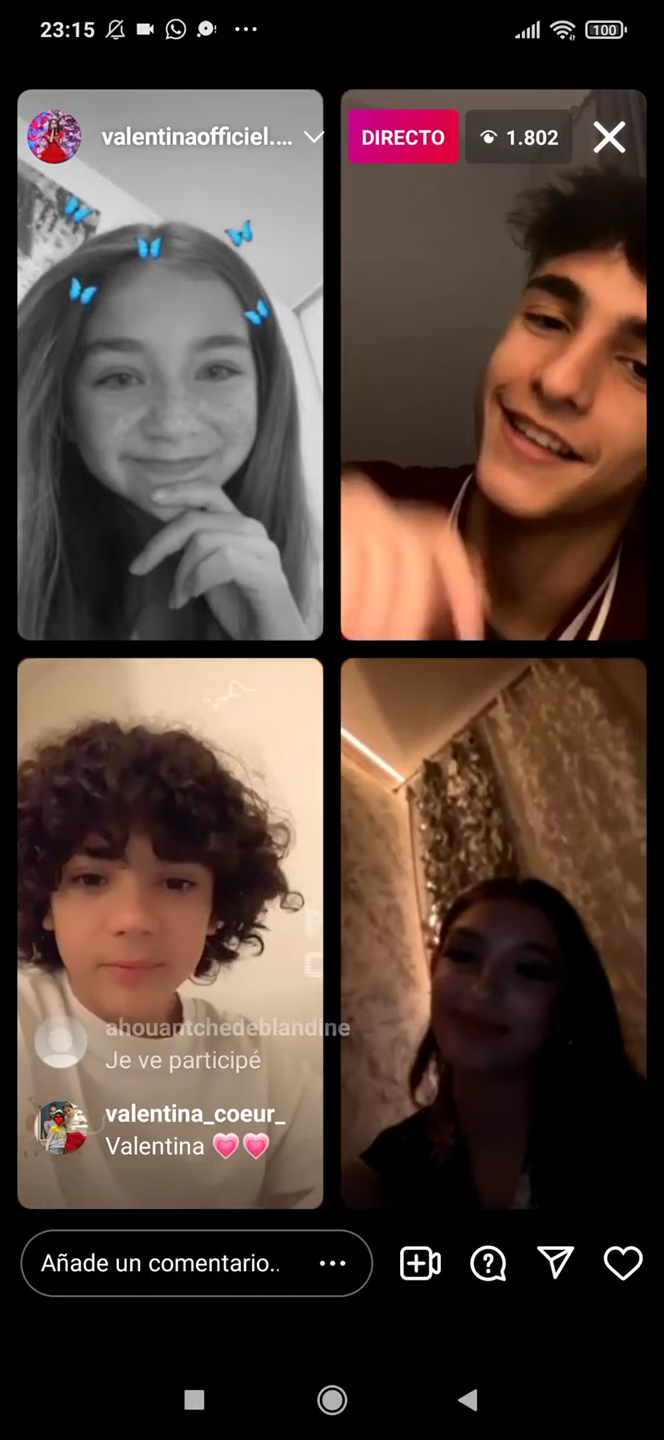 23:15
100
valentinaofficiel....
DIRECTO
1.802
ahouantchedeblandine
Je ve participé
valentina_coeur_
Valentina 💗💗
Añade un comentario..